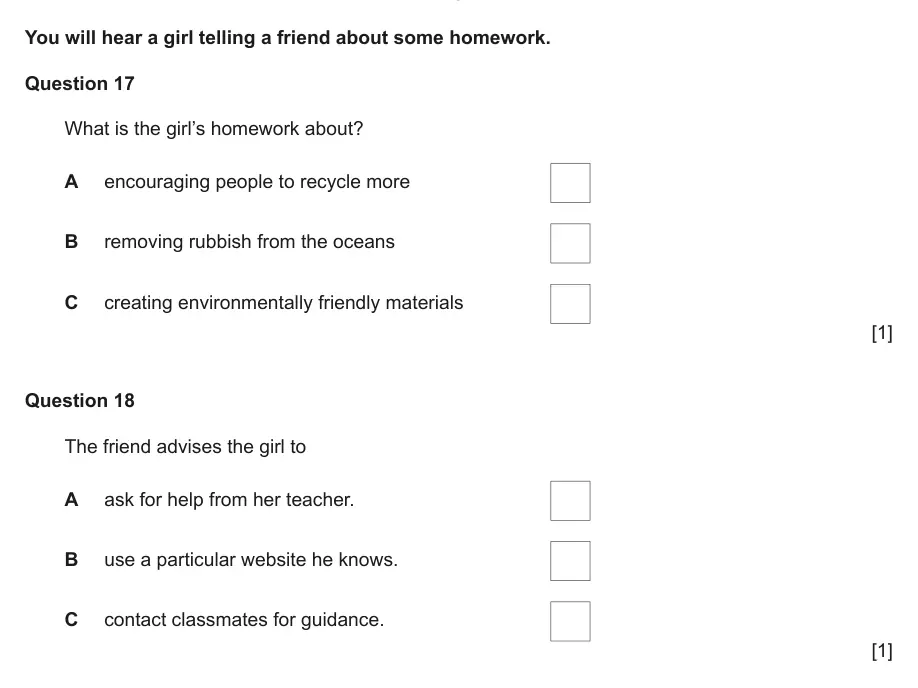 You will hear a girl telling a friend about some homework.
Question 17
What is the girl's homework about?
A encouraging people to recycle more
B removing rubbish from the oceans
C creating environmentally friendly materials
[1]
Question 18
The friend advises the girl to
A ask for help from her teacher.
B use a particular website he knows.
C contact classmates for guidance.
[1]